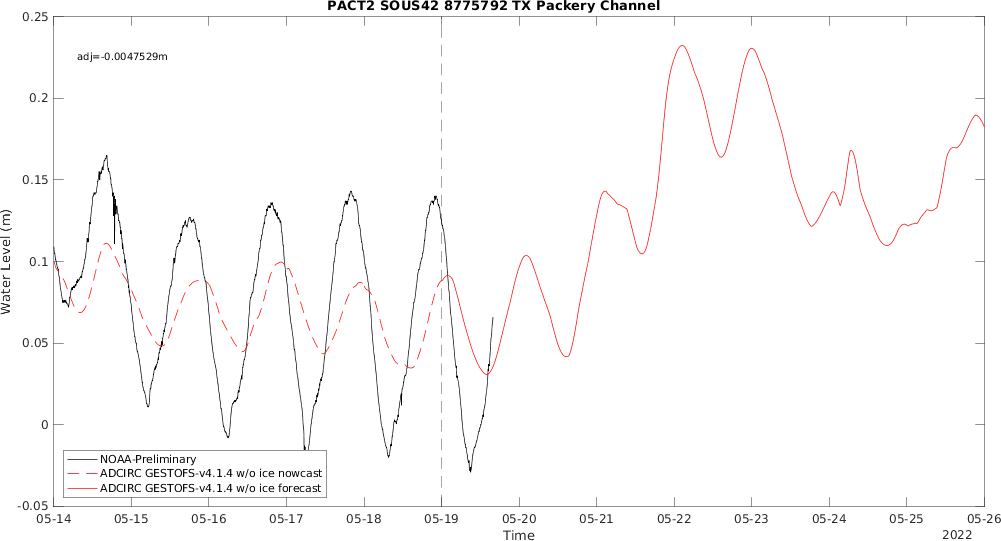 PACT2 SOUS42 8775792 TX Packery Channel
adj=-0.0047529m
Water Level (m)
0.25
0.2
0.15
0.1
0.05
0
-0.05
NOAA-Preliminary
ADCIRC GESTOFS-v4.1.4 w/o ice nowcast
ADCIRC GESTOFS-v4.1.4 w/o ice forecast
05-14 05-15 05-16 05-17 05-18 05-19 05-20 05-21 05-22 05-23 05-24 05-25 05-26
Time
2022